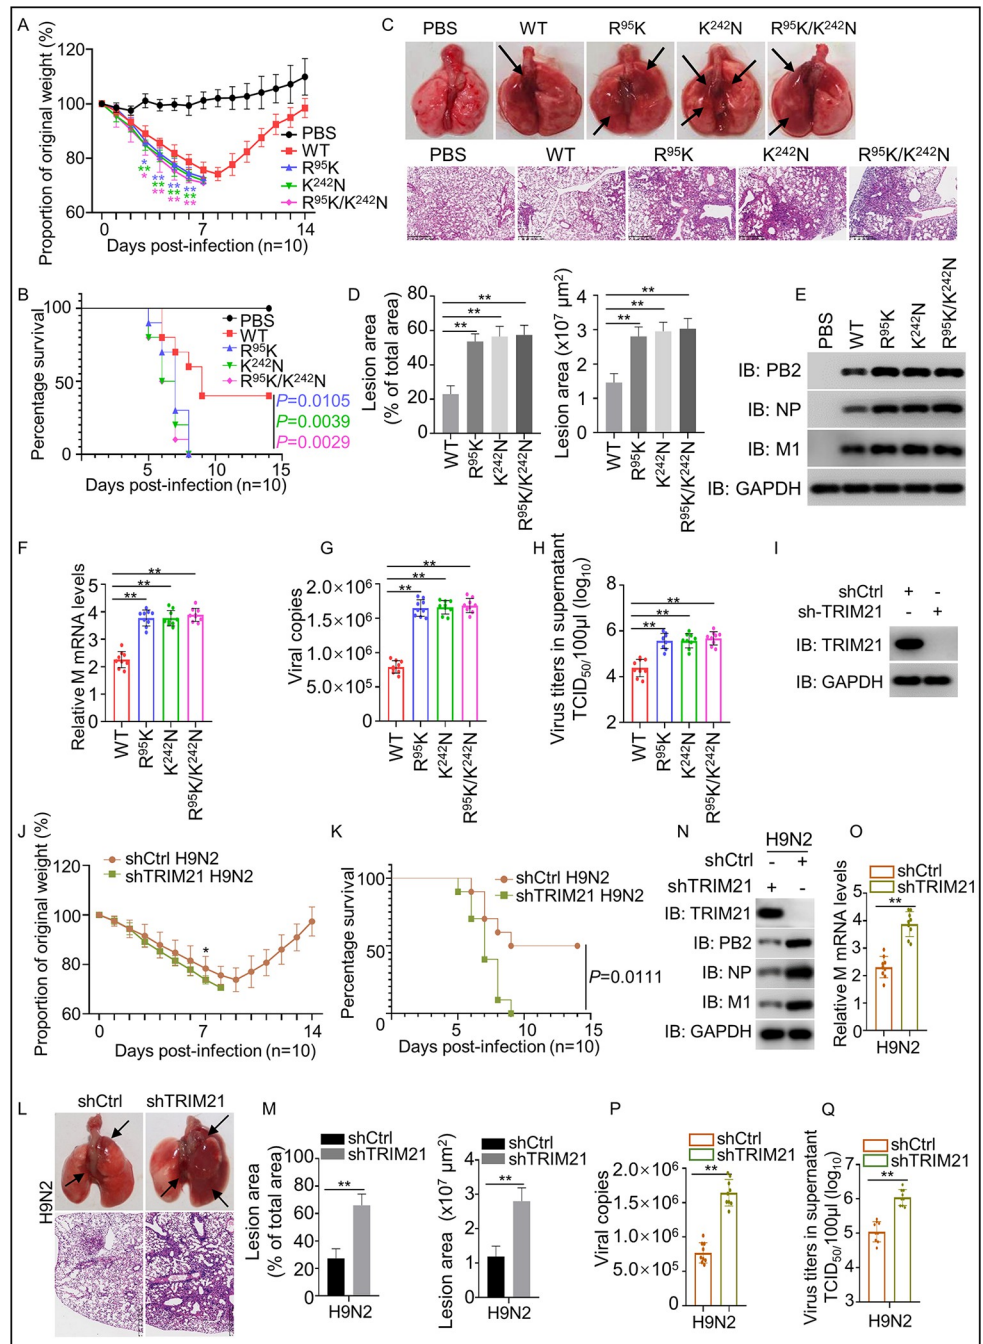 A
Proportion of original weight (%)
120
100
80
60
0
7
14
Days post-infection (n=10)
PBS
WT
R⁹⁵K
K²⁴²N
R⁹⁵K/K²⁴²N
*
**
*
**
**
**
**
**
**
**
**
**
C
PBS
WT
R⁹⁵K
K²⁴²N
R⁹⁵K/K²⁴²N
PBS
WT
R⁹⁵K
K²⁴²N
R⁹⁵K/K²⁴²N
B
Percentage survival
100
50
0
5
10
15
Days post-infection (n=10)
PBS
WT
R⁹⁵K
K²⁴²N
R⁹⁵K/K²⁴²N
P=0.0105
P=0.0039
P=0.0029
D
Lesion area
(% of total area)
80
60
40
20
0
**
**
**
WT
R⁹⁵K
K²⁴²N
R⁹⁵K/K²⁴²N
Lesion area (x10⁷ μm²)
4
3
2
1
0
**
**
**
WT
R⁹⁵K
K²⁴²N
R⁹⁵K/K²⁴²N
E
PBS
WT
R⁹⁵K
K²⁴²N
R⁹⁵K/K²⁴²N
IB: PB2
IB: NP
IB: M1
IB: GAPDH
F
Relative M mRNA levels
5
4
3
2
1
0
**
**
**
WT
R⁹⁵K
K²⁴²N
R⁹⁵K/K²⁴²N
G
Viral copies
2.0×10⁶
1.5×10⁶
1.0×10⁶
5.0×10⁵
0
**
**
**
WT
R⁹⁵K
K²⁴²N
R⁹⁵K/K²⁴²N
H
Virus titers in supernatant
TCID₅₀/100μl (log₁₀)
8
6
4
2
**
**
**
WT
R⁹⁵K
K²⁴²N
R⁹⁵K/K²⁴²N
I
shCtrl + -
sh-TRIM21 - +
IB: TRIM21
IB: GAPDH
J
Proportion of original weight (%)
120
100
80
60
0
7
14
Days post-infection (n=10)
shCtrl H9N2
shTRIM21 H9N2
*
K
Percentage survival
100
50
0
5
10
15
Days post-infection (n=10)
shCtrl H9N2
shTRIM21 H9N2
P=0.0111
N
H9N2
shCtrl - +
shTRIM21 + -
IB: TRIM21
IB: PB2
IB: NP
IB: M1
IB: GAPDH
O
Relative M mRNA levels
shCtrl
shTRIM21
5
4
3
2
1
0
**
H9N2
L
shCtrl
shTRIM21
H9N2
M
shCtrl
shTRIM21
Lesion area
(% of total area)
100
80
60
40
20
0
**
H9N2
shCtrl
shTRIM21
Lesion area (x10⁷ μm²)
4
3
2
1
0
**
H9N2
P
shCtrl
shTRIM21
Viral copies
2.0×10⁶
1.5×10⁶
1.0×10⁶
5.0×10⁵
0
**
H9N2
Q
shCtrl
shTRIM21
Virus titers in supernatant
TCID₅₀/100μl (log₁₀)
7
6
5
4
3
**
H9N2